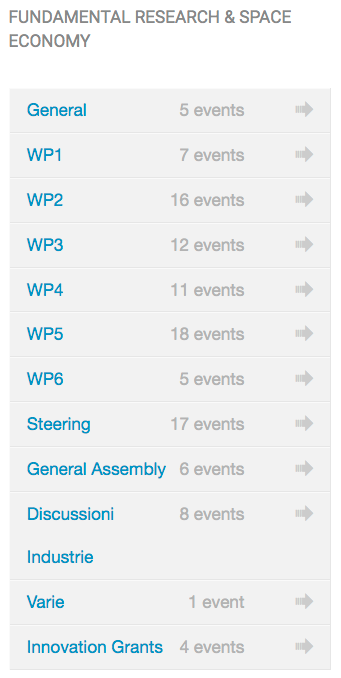 FUNDAMENTAL RESEARCH & SPACE
ECONOMY
General 5 events
WP1 7 events
WP2 16 events
WP3 12 events
WP4 11 events
WP5 18 events
WP6 5 events
Steering 17 events
General Assembly 6 events
Discussioni 8 events
Industrie
Varie 1 event
Innovation Grants 4 events